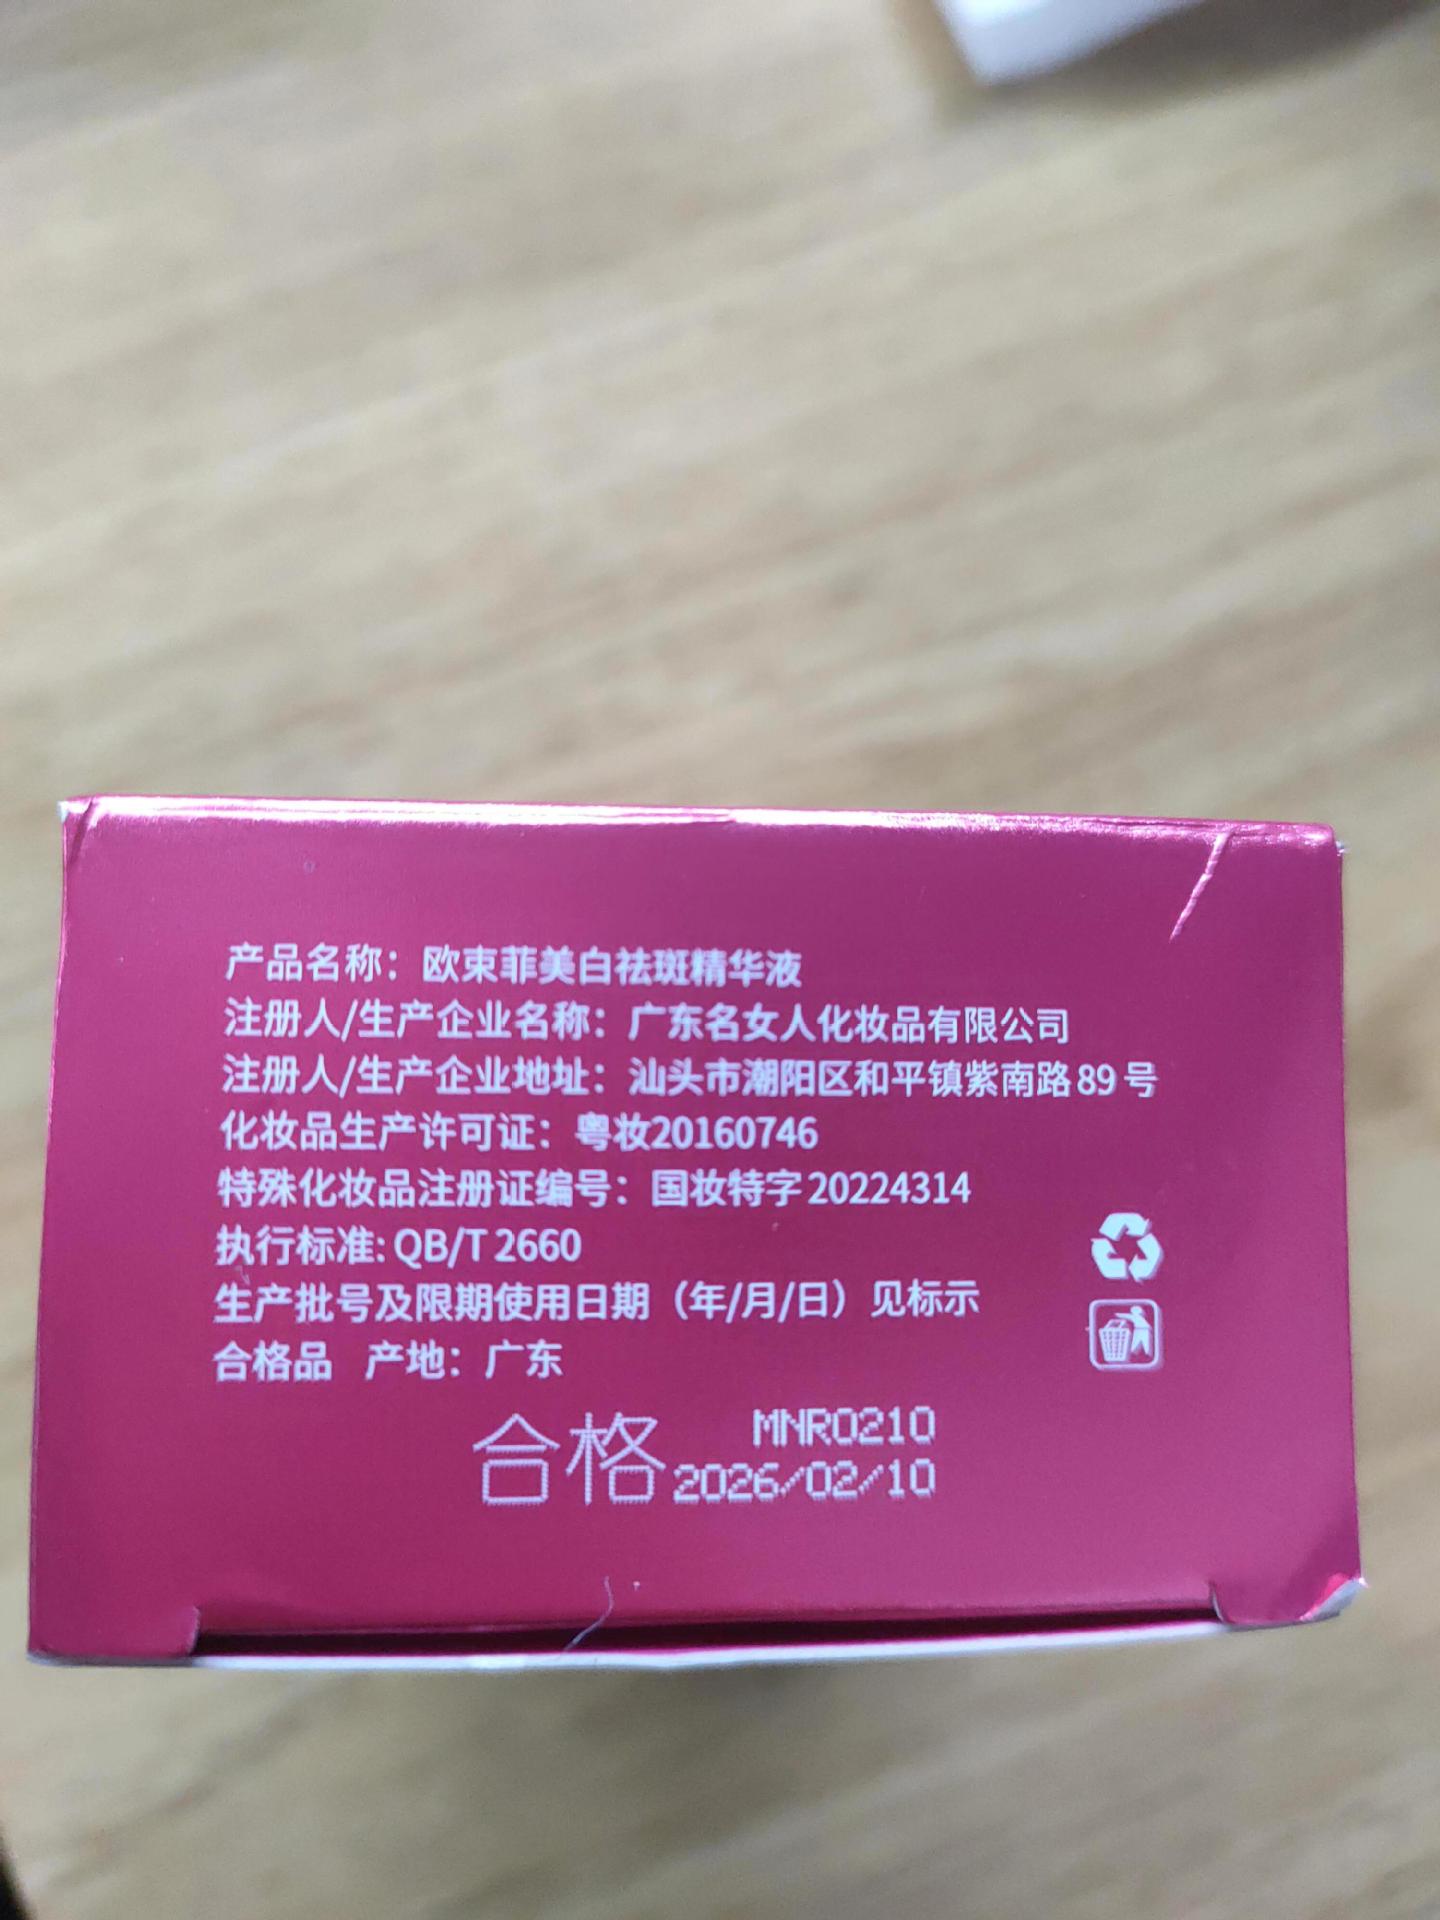 产品名称：欧束菲美白祛斑精华液
注册人/生产企业名称：广东名女人化妆品有限公司
注册人/生产企业地址：汕头市潮阳区和平镇紫南路89号
化妆品生产许可证：粤妆20160746
特殊化妆品注册证编号：国妆特字20224314
执行标准: QB/T 2660
生产批号及限期使用日期（年/月/日）见标示
合格品 产地：广东
合格 MNR0210
2026/02/10